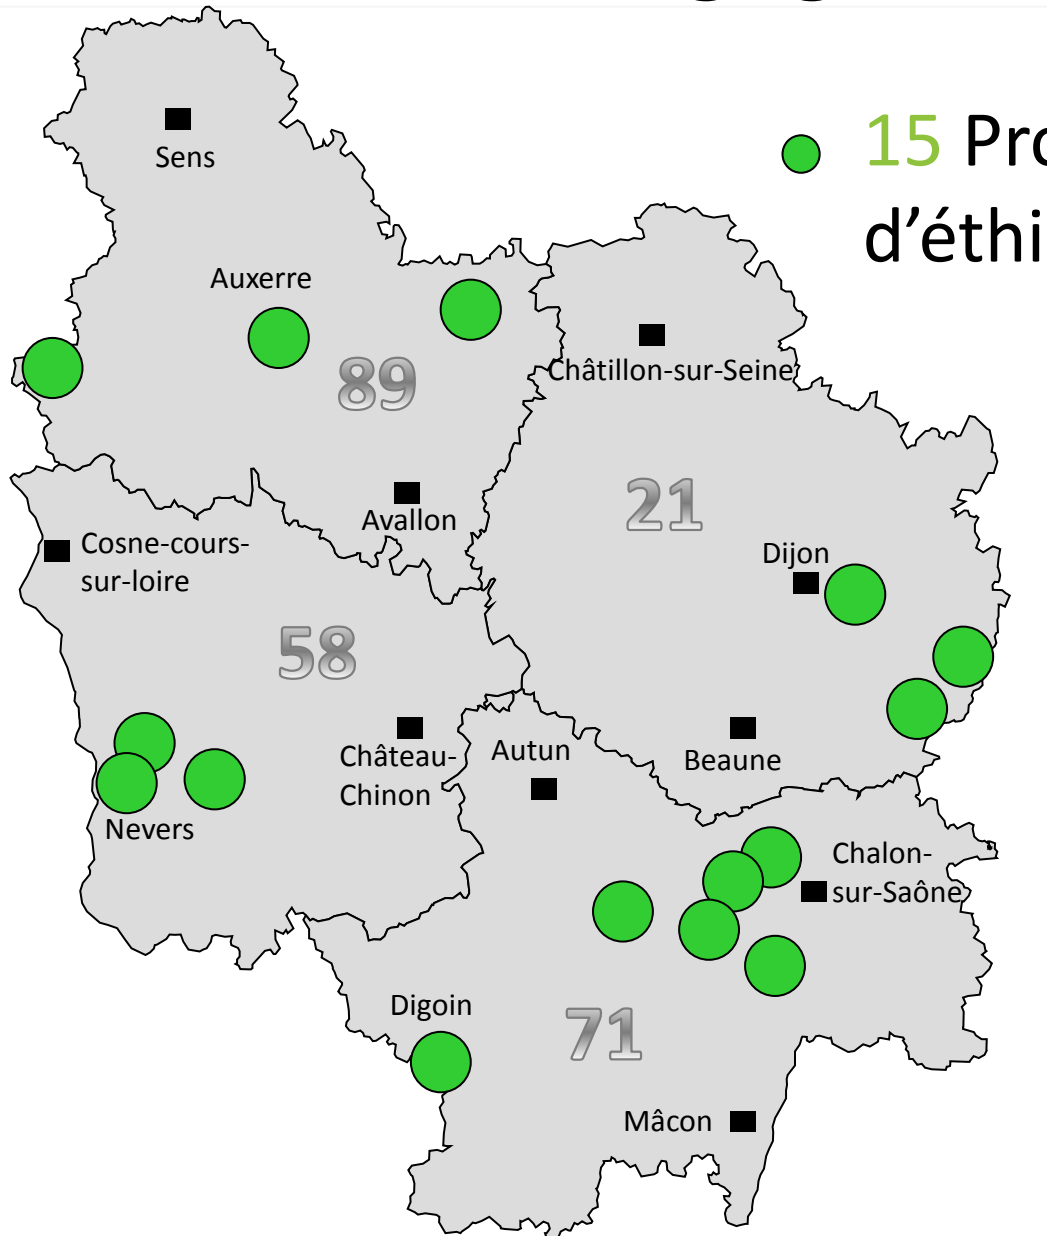 15 Pro
d'éthi
Sens
Auxerre
89
Châtillon-sur-Seine
21
Avallon
Cosne-cours-
sur-loire
Dijon
58
Château-
Chinon
Autun
Beaune
Nevers
Chalon-
sur-Saône
Digoin
71
Mâcon